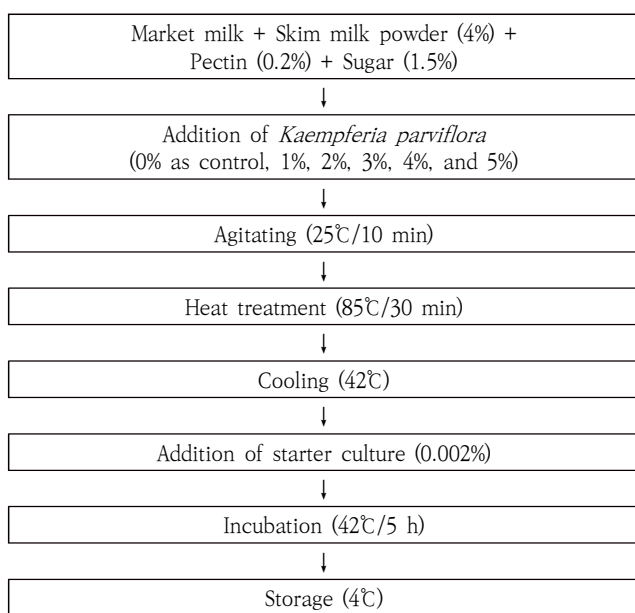 Market milk + Skim milk powder (4%) +
Pectin (0.2%) + Sugar (1.5%)
↓
Addition of Kaempferia parviflora
(0% as control, 1%, 2%, 3%, 4%, and 5%)
↓
Agitating (25℃/10 min)
↓
Heat treatment (85℃/30 min)
↓
Cooling (42℃)
↓
Addition of starter culture (0.002%)
↓
Incubation (42℃/5 h)
↓
Storage (4℃)